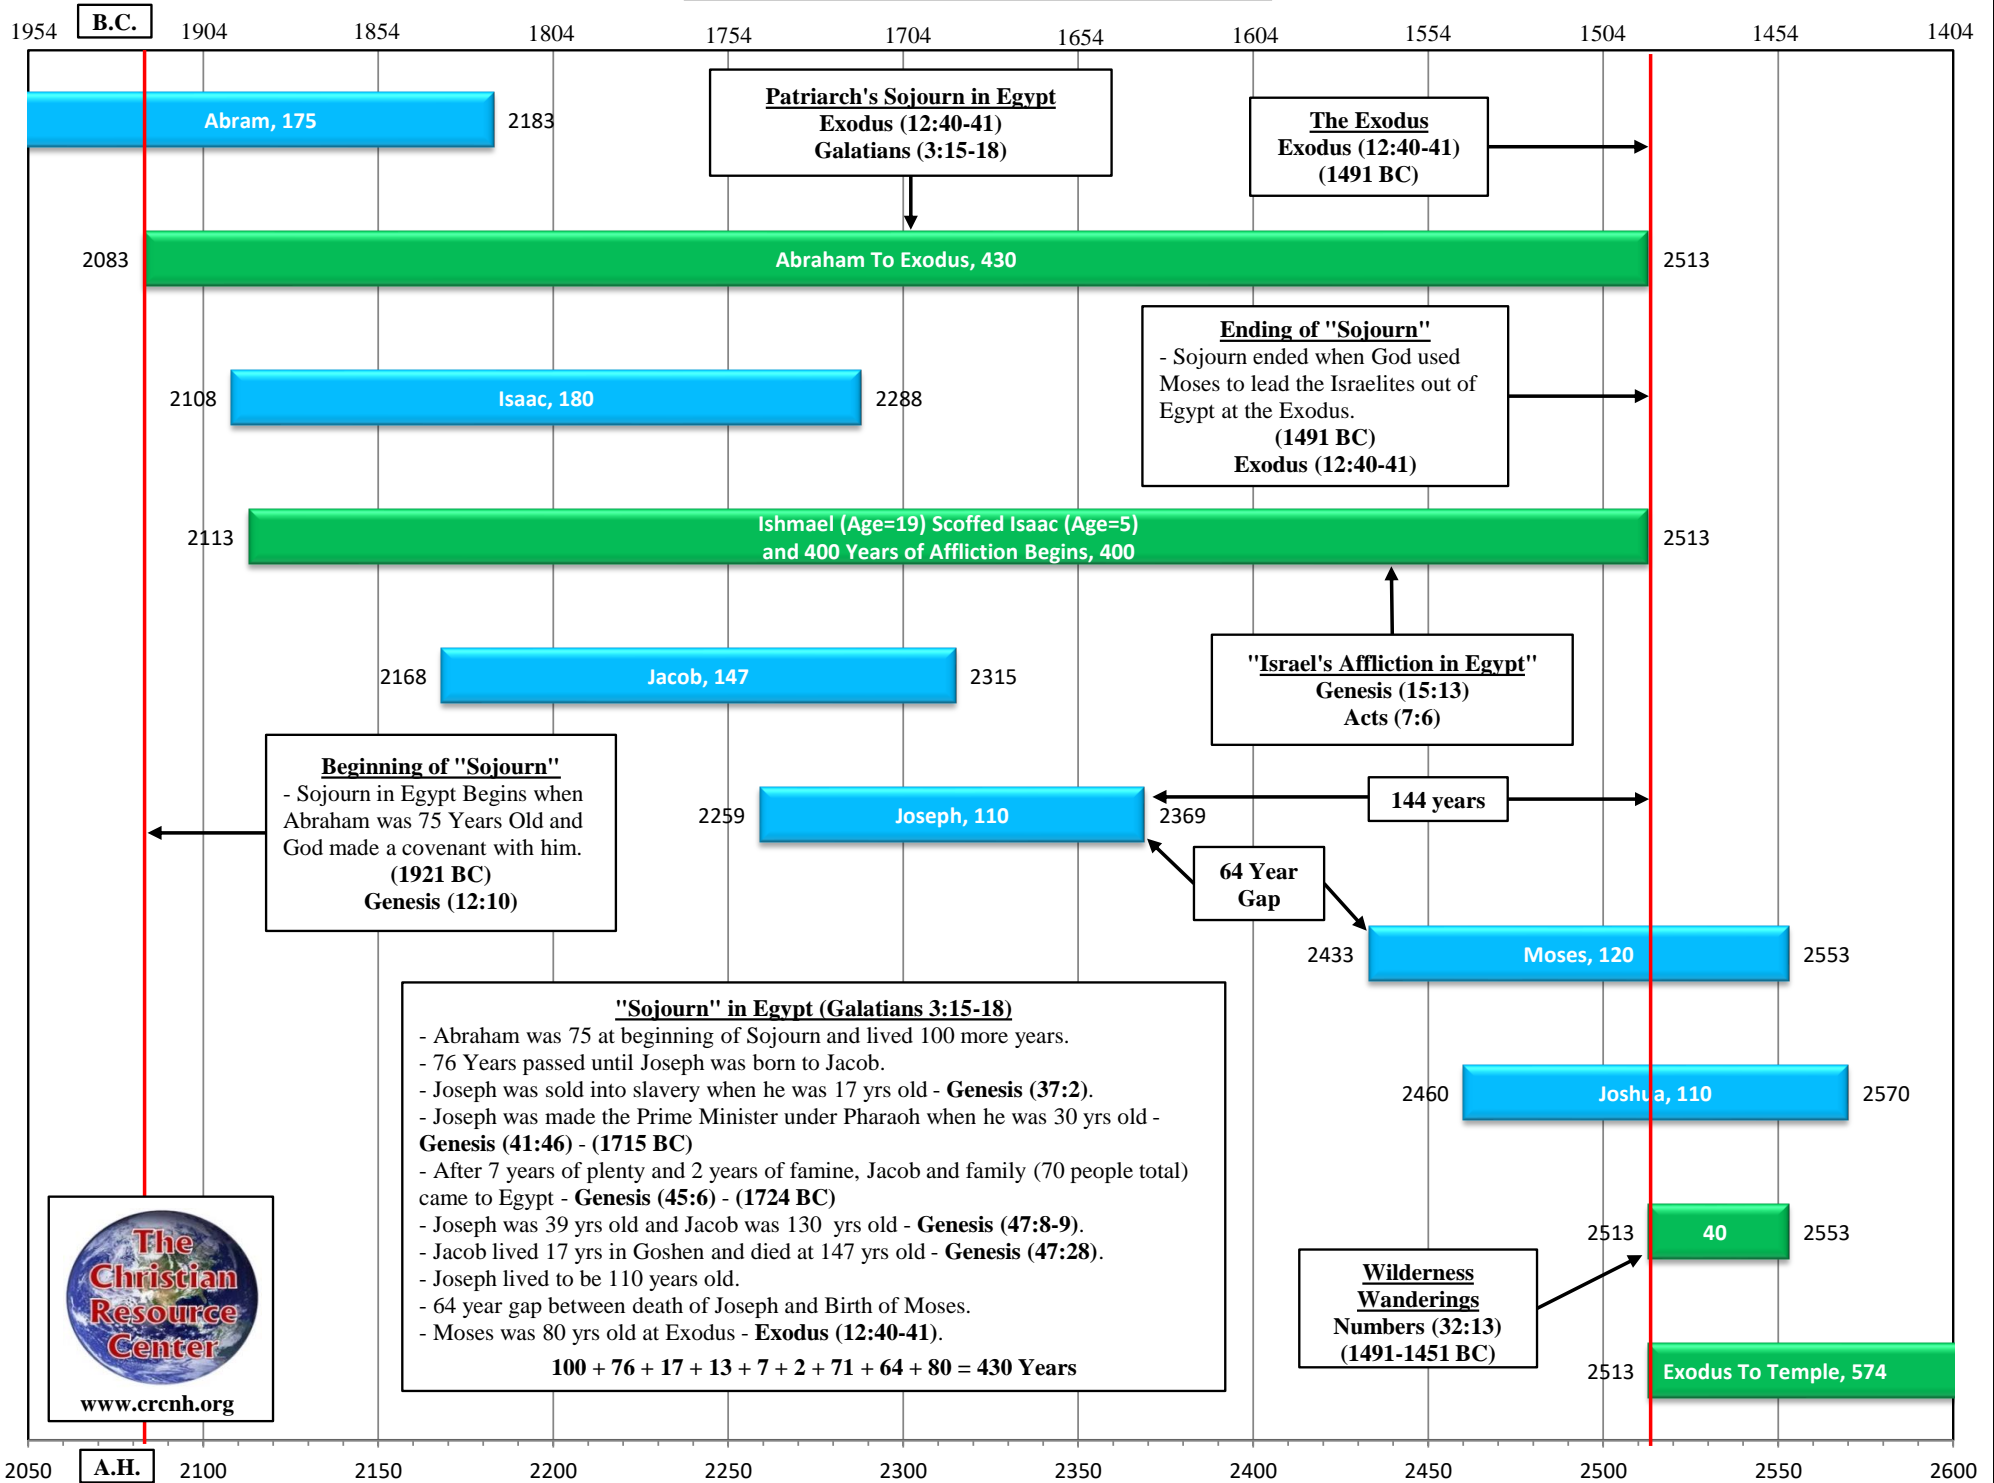 B.C.
1954 1904 1854 1804 1754 1704 1654 1604 1554 1504 1454 1404
Abram, 175 2183
Patriarch's Sojourn in Egypt
Exodus (12:40-41)
Galatians (3:15-18)
The Exodus
Exodus (12:40-41)
(1491 BC)
2083 Abraham To Exodus, 430 2513
Ending of "Sojourn"
- Sojourn ended when God used
Moses to lead the Israelites out of
Egypt at the Exodus.
(1491 BC)
Exodus (12:40-41)
2108 Isaac, 180 2288
Ishmael (Age=19) Scoffed Isaac (Age=5)
2113 and 400 Years of Affliction Begins, 400 2513
"Israel's Affliction in Egypt"
Genesis (15:13)
Acts (7:6)
2168 Jacob, 147 2315
Beginning of "Sojourn"
- Sojourn in Egypt Begins when
Abraham was 75 Years Old and
God made a covenant with him.
(1921 BC)
Genesis (12:10)
2259 Joseph, 110 2369
144 years
64 Year
Gap
2433 Moses, 120 2553
"Sojourn" in Egypt (Galatians 3:15-18)
- Abraham was 75 at beginning of Sojourn and lived 100 more years.
- 76 Years passed until Joseph was born to Jacob.
- Joseph was sold into slavery when he was 17 yrs old - Genesis (37:2).
- Joseph was made the Prime Minister under Pharaoh when he was 30 yrs old -
Genesis (41:46) - (1715 BC)
- After 7 years of plenty and 2 years of famine, Jacob and family (70 people total)
came to Egypt - Genesis (45:6) - (1724 BC)
- Joseph was 39 yrs old and Jacob was 130 yrs old - Genesis (47:8-9).
- Jacob lived 17 yrs in Goshen and died at 147 yrs old - Genesis (47:28).
- Joseph lived to be 110 years old.
- 64 year gap between death of Joseph and Birth of Moses.
- Moses was 80 yrs old at Exodus - Exodus (12:40-41).
100 + 76 + 17 + 13 + 7 + 2 + 71 + 64 + 80 = 430 Years
2460 Joshua, 110 2570
2513 40 2553
Wilderness
Wanderings
Numbers (32:13)
(1491-1451 BC)
2513 Exodus To Temple, 574
The
Christian
Resource
Center
www.crcnh.org
A.H.
2050 2100 2150 2200 2250 2300 2350 2400 2450 2500 2550 2600